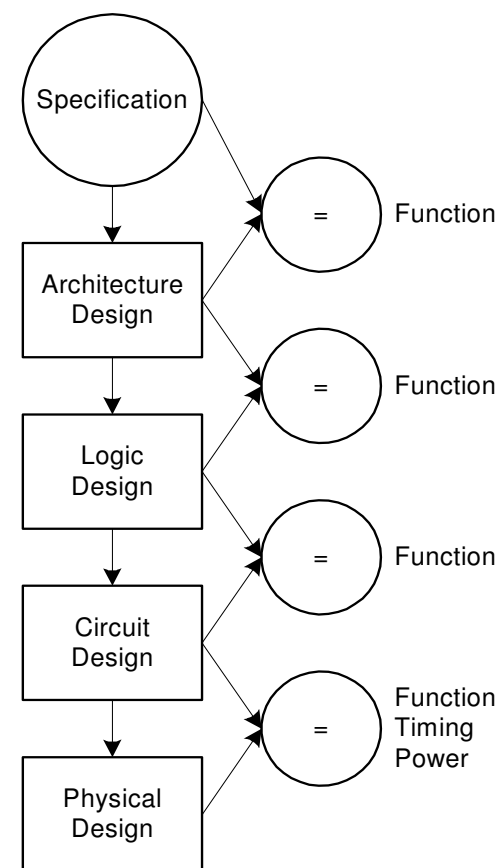 Specification
=
Function
Architecture
Design
=
Function
Logic
Design
=
Function
Circuit
Design
=
Function
Timing
Power
Physical
Design